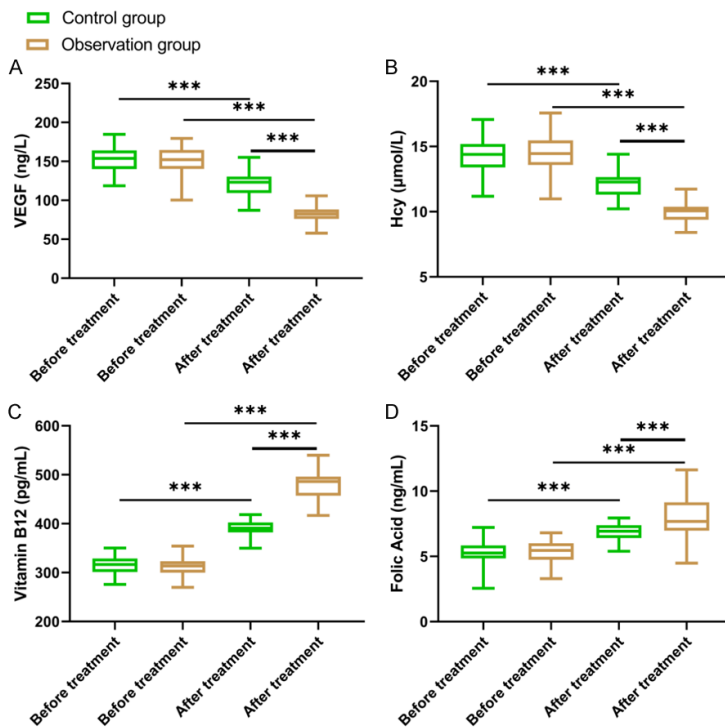 Control group
Observation group
A
***
***
***
VEGF (ng/L)
250
200
150
100
50
0
Before treatment
Before treatment
After treatment
After treatment
B
***
***
***
Hcy (μmol/L)
20
15
10
5
Before treatment
Before treatment
After treatment
After treatment
C
***
***
***
Vitamin B12 (pg/mL)
600
500
400
300
200
Before treatment
Before treatment
After treatment
After treatment
D
***
***
***
Folic Acid (ng/mL)
15
10
5
0
Before treatment
Before treatment
After treatment
After treatment